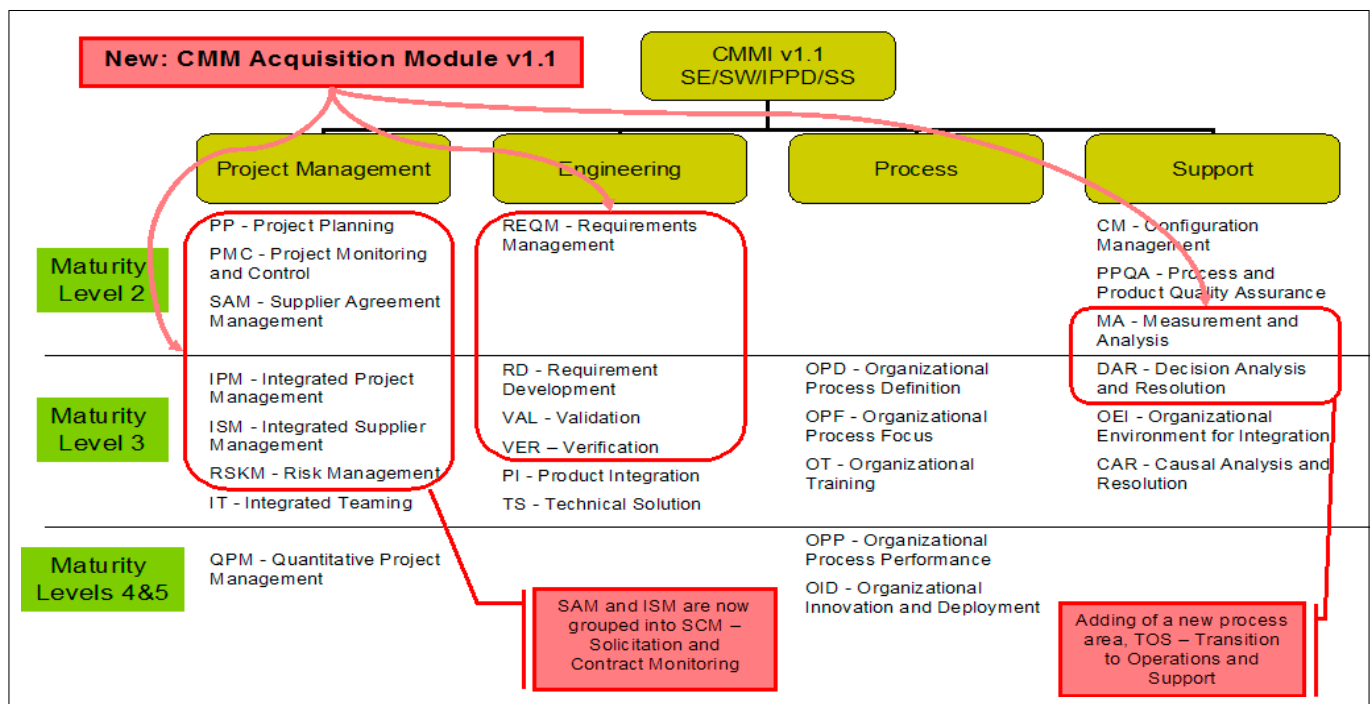 New: CMM Acquisition Module v1.1
CMMI v1.1
SE/SW/IPPD/SS
Project Management
Engineering
Process
Support
Maturity
Level 2
PP - Project Planning
PMC - Project Monitoring
and Control
SAM - Supplier Agreement
Management
REQM - Requirements
Management
CM - Configuration
Management
PPQA - Process and
Product Quality Assurance
MA - Measurement and
Analysis
Maturity
Level 3
IPM - Integrated Project
Management
ISM - Integrated Supplier
Management
RSKM - Risk Management
IT - Integrated Teaming
RD - Requirement
Development
VAL - Validation
VER – Verification
PI - Product Integration
TS - Technical Solution
OPD - Organizational
Process Definition
OPF - Organizational
Process Focus
OT - Organizational
Training
DAR - Decision Analysis
and Resolution
OEI - Organizational
Environment for Integration
CAR - Causal Analysis and
Resolution
Maturity
Levels 4&5
QPM - Quantitative Project
Management
OPP - Organizational
Process Performance
OID - Organizational
Innovation and Deployment
SAM and ISM are now
grouped into SCM –
Solicitation and
Contract Monitoring
Adding of a new process
area, TOS – Transition
to Operations and
Support